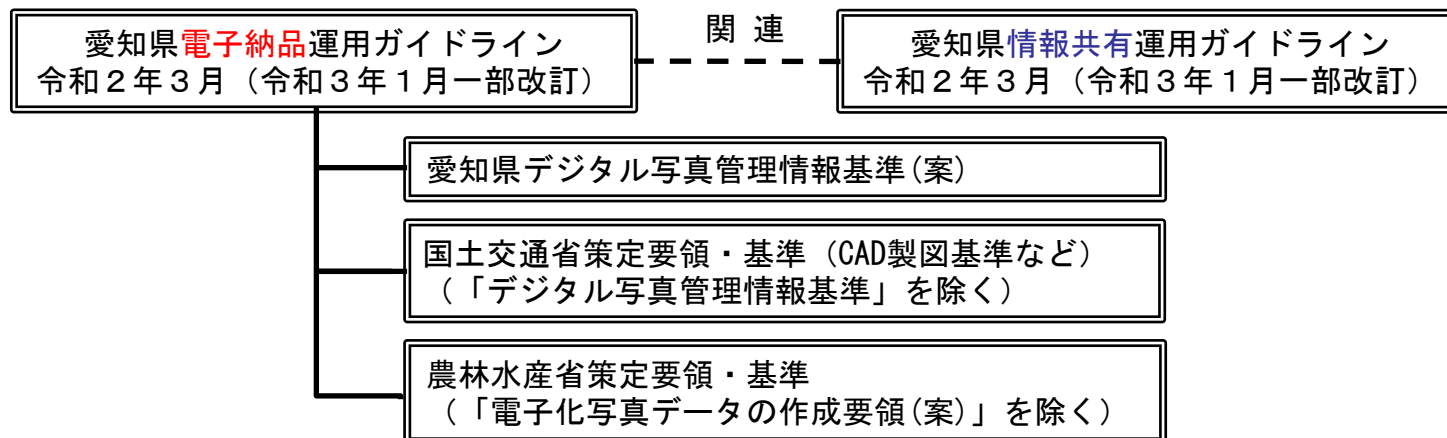 愛知県電子納品運用ガイドライン
令和２年３月（令和３年１月一部改訂）
関 連
愛知県情報共有運用ガイドライン
令和２年３月（令和３年１月一部改訂）
愛知県デジタル写真管理情報基準(案)
国土交通省策定要領・基準（CAD製図基準など）
（「デジタル写真管理情報基準」を除く）
農林水産省策定要領・基準
（「電子化写真データの作成要領(案)」を除く）